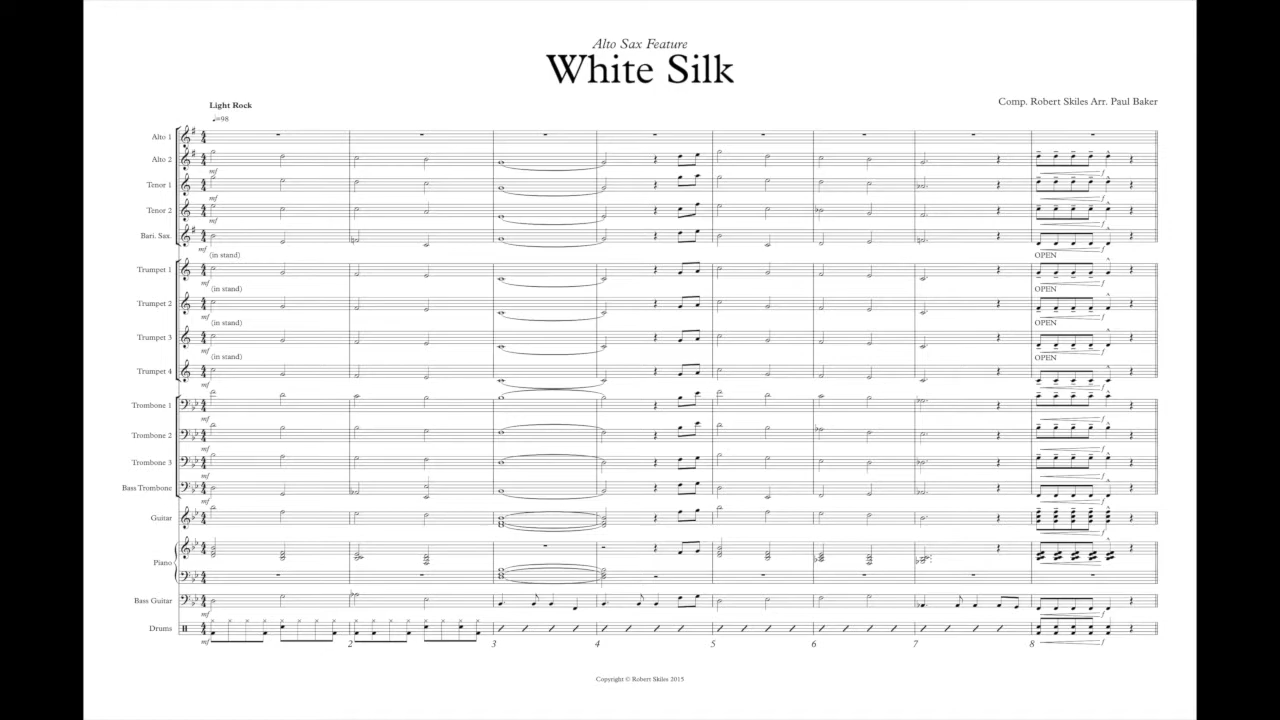 Alto Sax Feature
White Silk
Comp. Robert Skiles Arr. Paul Baker
Light Rock
♩=98
Alto 1
Alto 2
mf
Tenor 1
mf
Tenor 2
mf
Bari. Sax.
mf
(in stand) OPEN
Trumpet 1
mf
(in stand) OPEN
Trumpet 2
mf
(in stand) OPEN
Trumpet 3
mf
(in stand) OPEN
Trumpet 4
mf
Trombone 1
mf
Trombone 2
mf
Trombone 3
mf
Bass Trombone
mf
Guitar
Piano
Bass Guitar
mf
Drums
mf
2 3 4 5 6 7 8
Copyright © Robert Skiles 2015